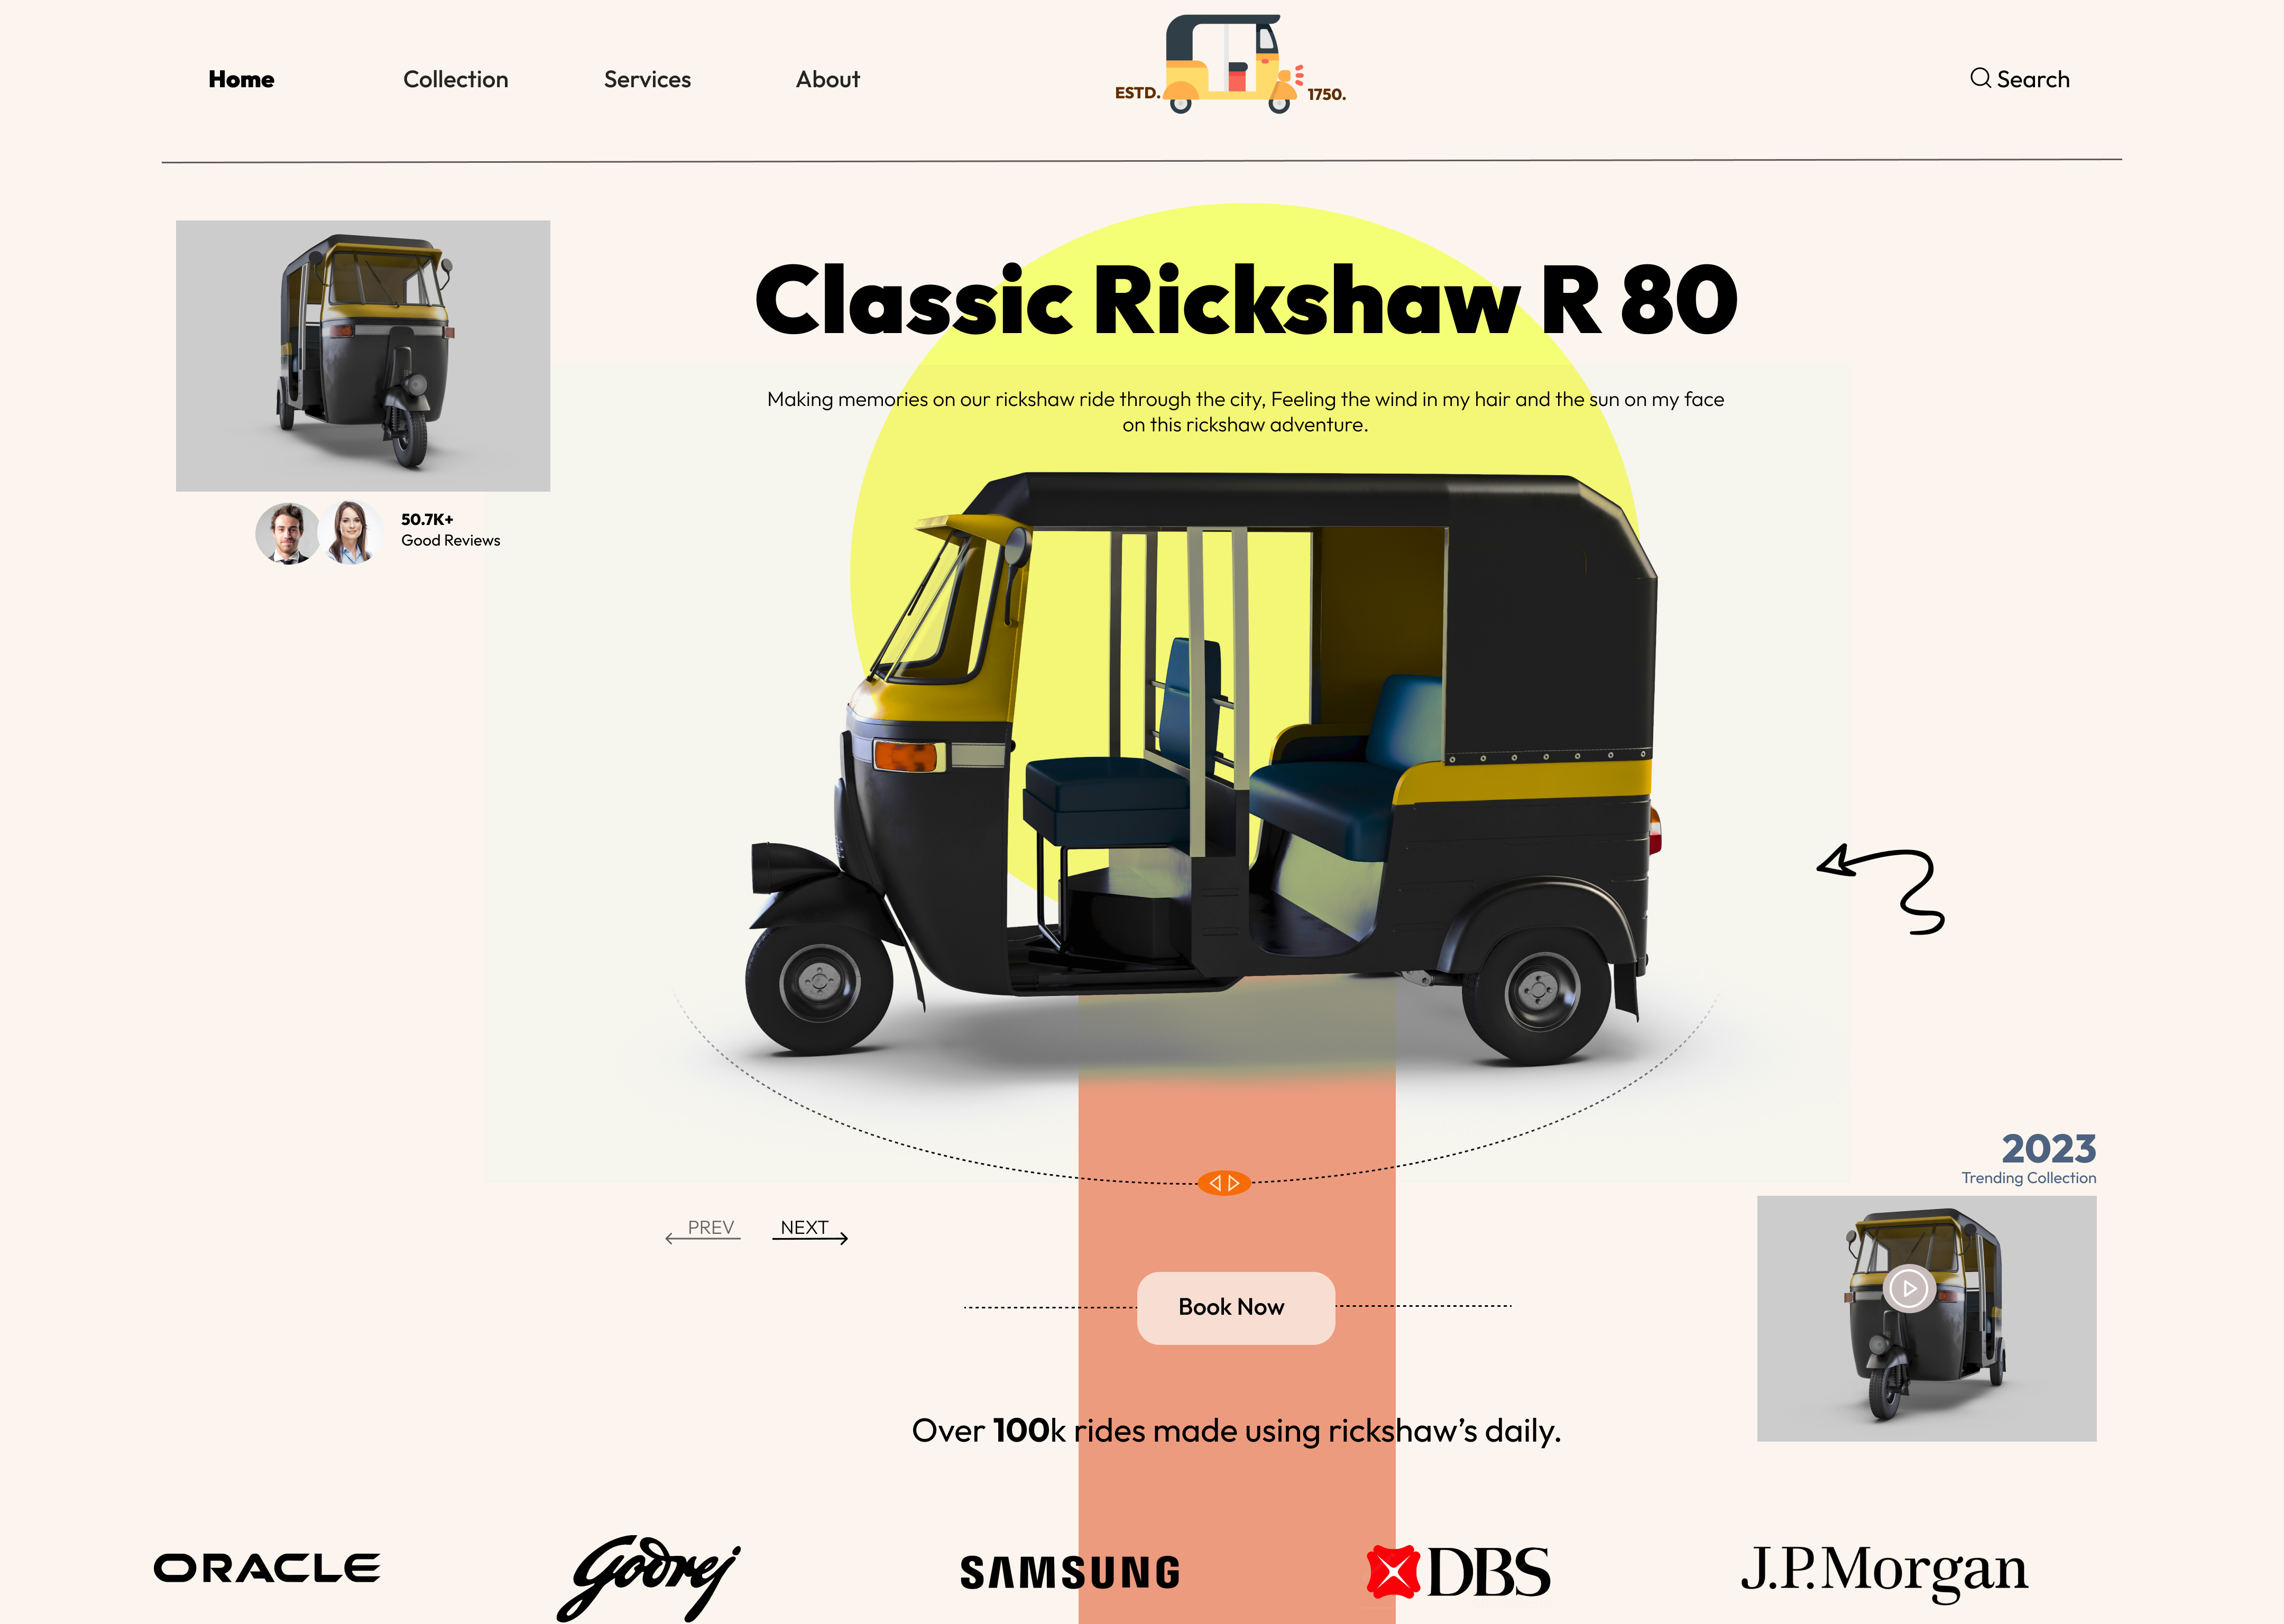 Home
Collection
Services
About
ESTD.
1750.
Search
Classic Rickshaw R 80
Making memories on our rickshaw ride through the city, Feeling the wind in my hair and the sun on my face
on this rickshaw adventure.
50.7K+
Good Reviews
2023
Trending Collection
PREV
NEXT
Book Now
Over 100k rides made using rickshaw’s daily.
ORACLE
Godrej
SAMSUNG
DBS
J.P.Morgan